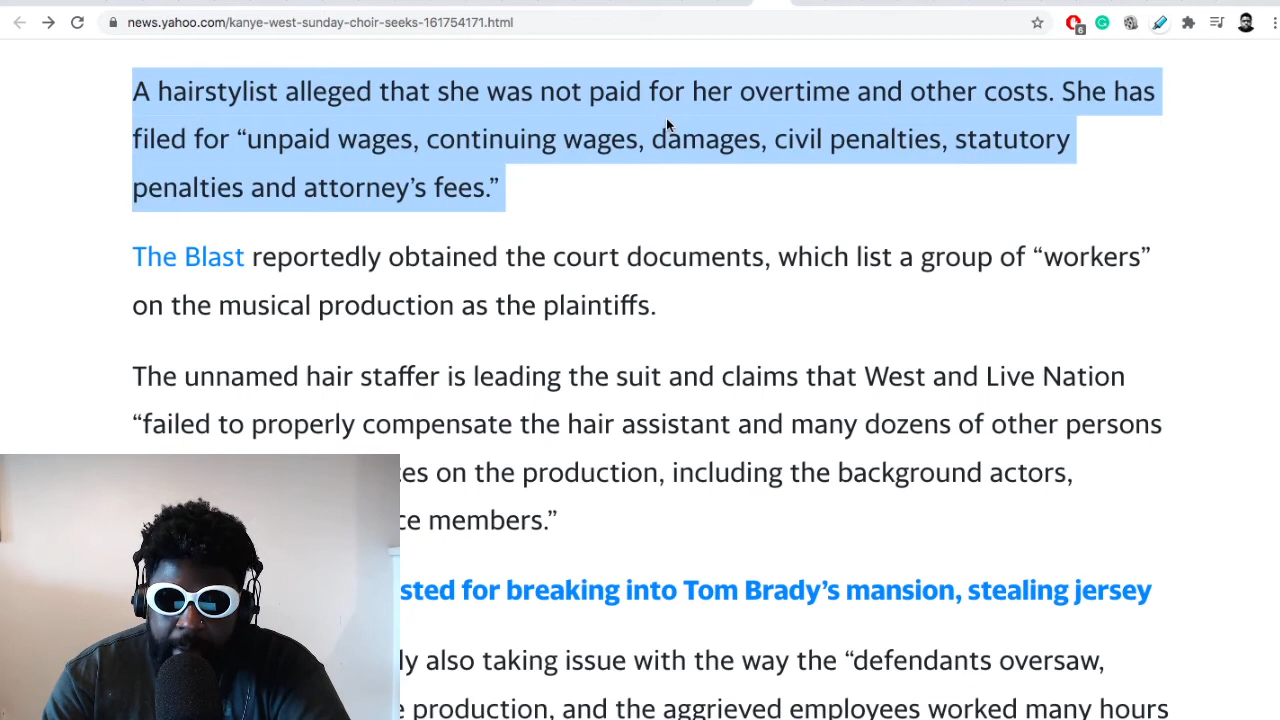 news.yahoo.com/kanye-west-sunday-choir-seeks-161754171.html
6
A hairstylist alleged that she was not paid for her overtime and other costs. She has
filed for “unpaid wages, continuing wages, damages, civil penalties, statutory
penalties and attorney’s fees.”
The Blast reportedly obtained the court documents, which list a group of “workers”
on the musical production as the plaintiffs.
The unnamed hair staffer is leading the suit and claims that West and Live Nation
“failed to properly compensate the hair assistant and many dozens of other persons
on the production, including the background actors,
members.”
for breaking into Tom Brady’s mansion, stealing jersey
also taking issue with the way the “defendants oversaw,
production, and the aggrieved employees worked many hours